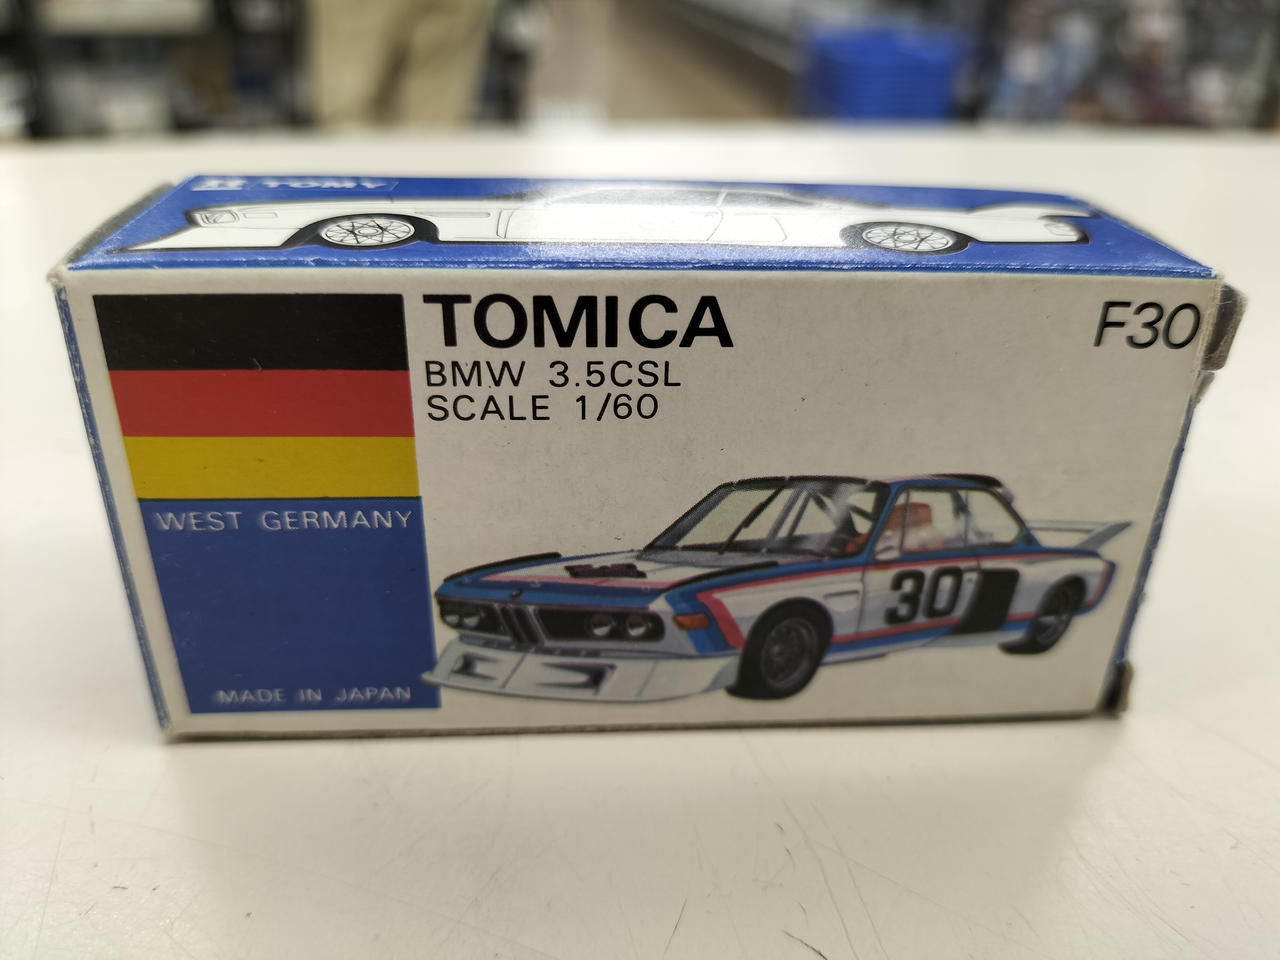 TOMY
TOMICA
BMW 3.5CSL
SCALE 1/60
F30
WEST GERMANY
MADE IN JAPAN
30